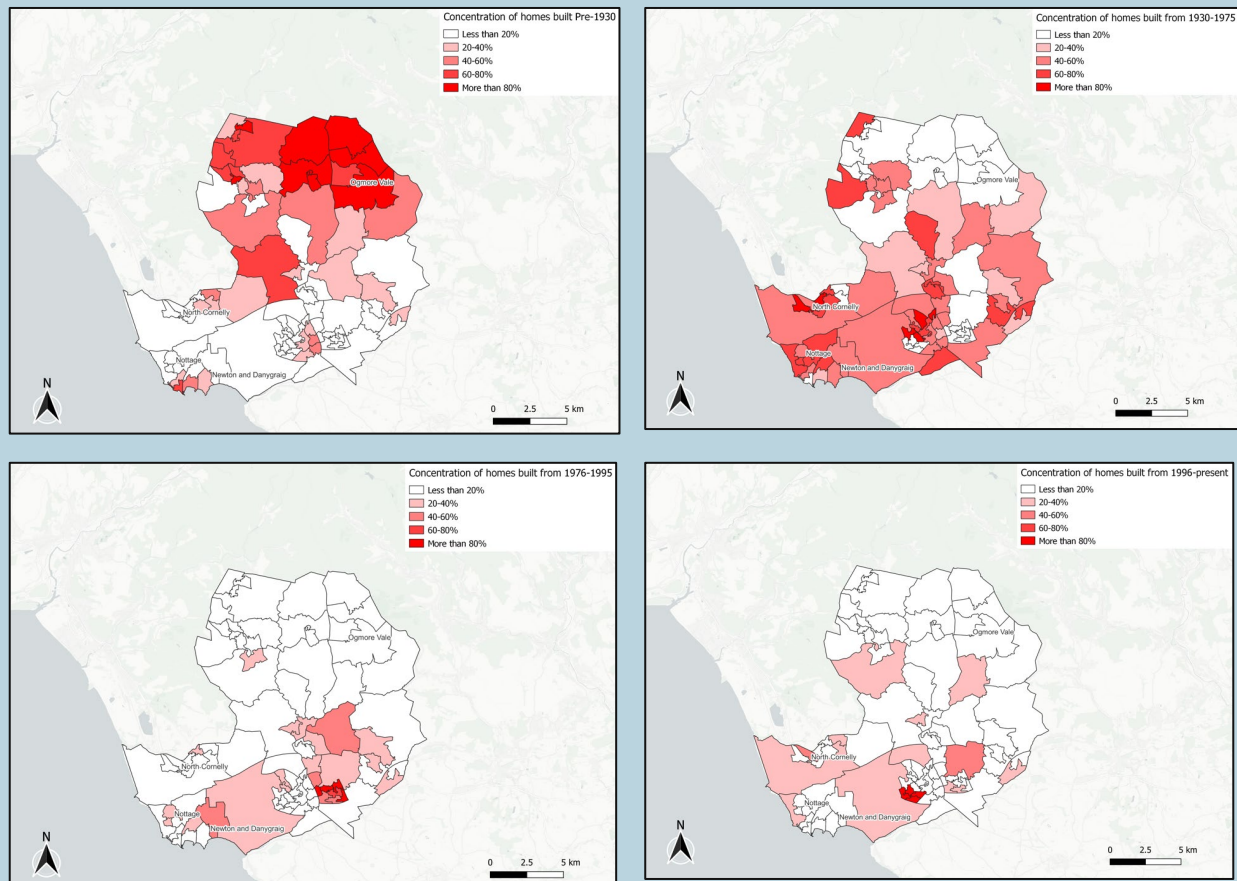 Concentration of homes built Pre-1930
Less than 20%
20-40%
40-60%
60-80%
More than 80%
Ogmore Vale
North Cornelly
Nottage
Newton and Danygraig
N
0 2.5 5 km
Concentration of homes built from 1930-1975
Less than 20%
20-40%
40-60%
60-80%
More than 80%
Ogmore Vale
North Cornelly
Nottage
Newton and Danygraig
N
0 2.5 5 km
Concentration of homes built from 1976-1995
Less than 20%
20-40%
40-60%
60-80%
More than 80%
Ogmore Vale
North Cornelly
Nottage
Newton and Danygraig
N
0 2.5 5 km
Concentration of homes built from 1996-present
Less than 20%
20-40%
40-60%
60-80%
More than 80%
Ogmore Vale
North Cornelly
Nottage
Newton and Danygraig
N
0 2.5 5 km